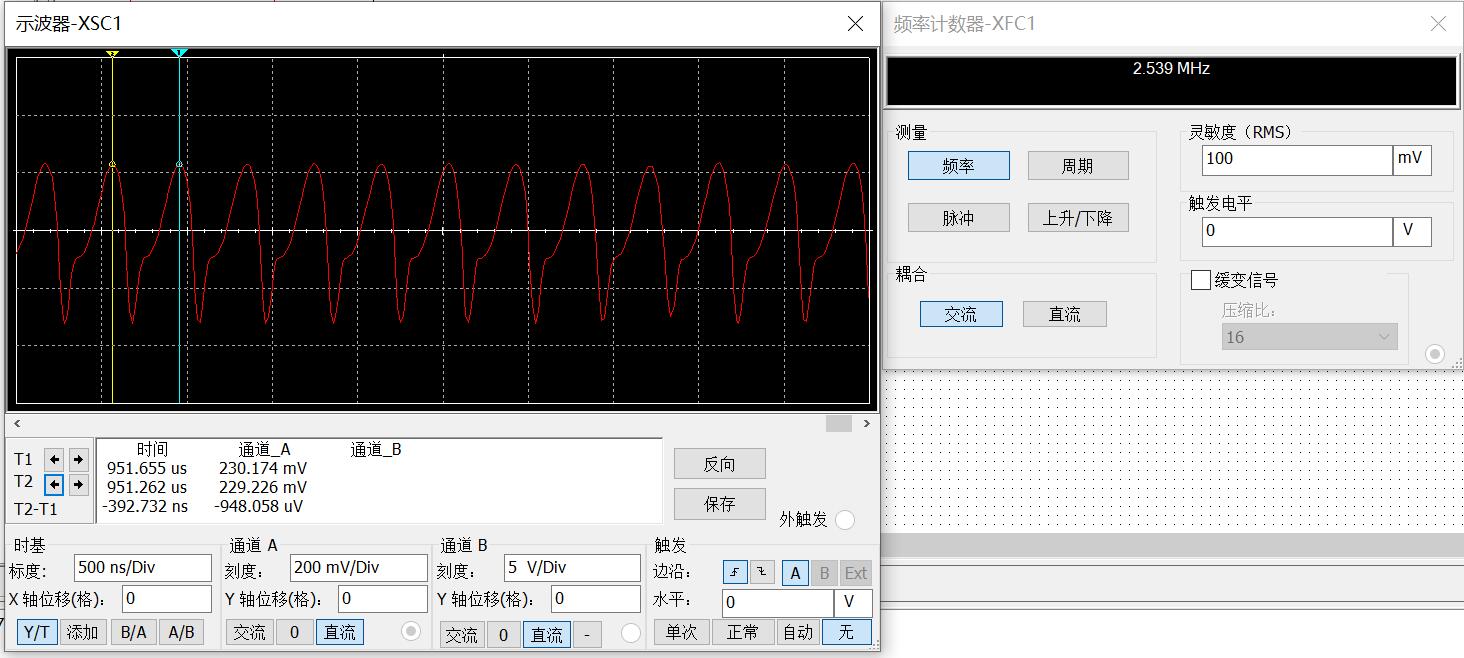 示波器-XSC1
时间 通道_A 通道_B
T1 951.655 us 230.174 mV
T2 951.262 us 229.226 mV
T2-T1 -392.732 ns -948.058 uV
反向
保存
外触发
时基
标度： 500 ns/Div
X 轴位移(格)： 0
Y/T 添加 B/A A/B
通道 A
刻度： 200 mV/Div
Y 轴位移(格)： 0
交流 0 直流
通道 B
刻度： 5 V/Div
Y 轴位移(格)： 0
交流 0 直流 -
触发
边沿： A B Ext
水平： 0 V
单次 正常 自动 无
频率计数器-XFC1
2.539 MHz
测量
频率 周期
脉冲 上升/下降
耦合
交流 直流
灵敏度（RMS）
100 mV
触发电平
0 V
缓变信号
压缩比：
16